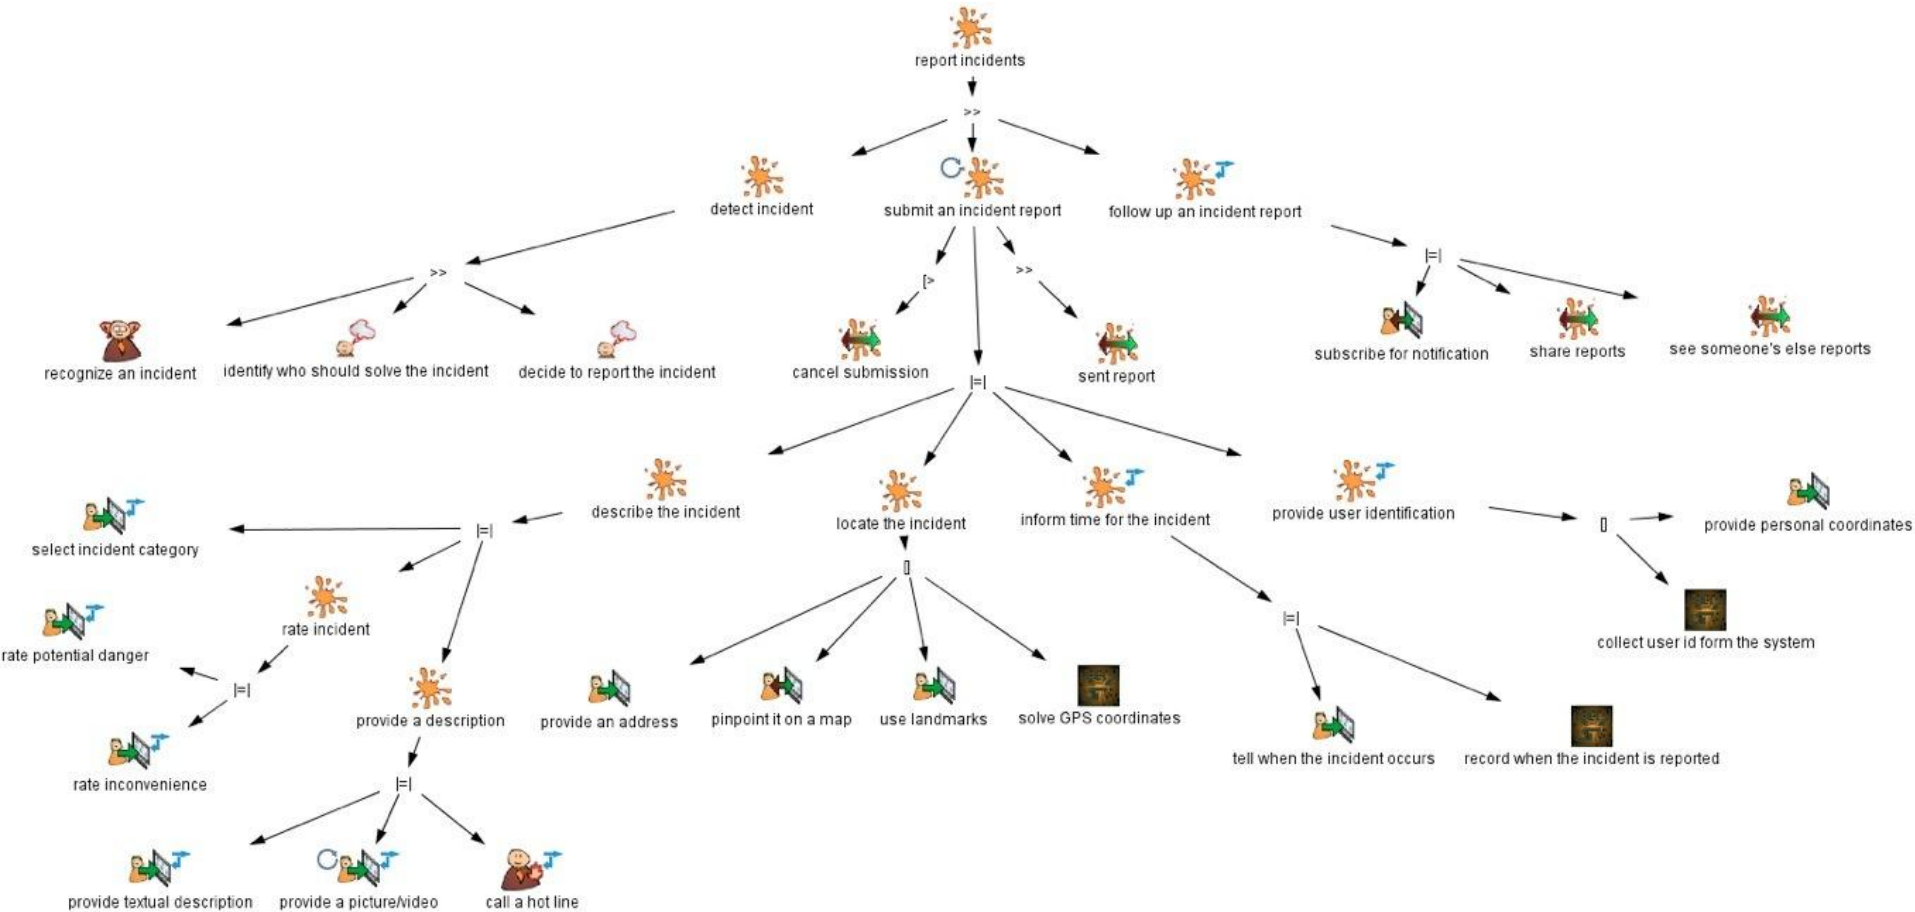 report incidents
>>
detect incident
submit an incident report
follow up an incident report
>>
[>
>>
|=|
recognize an incident
identify who should solve the incident
decide to report the incident
cancel submission
sent report
subscribe for notification
share reports
see someone's else reports
|=|
describe the incident
locate the incident
inform time for the incident
provide user identification
provide personal coordinates
select incident category
|=|
[]
[]
rate incident
rate potential danger
|=|
collect user id form the system
|=|
provide a description
provide an address
pinpoint it on a map
use landmarks
solve GPS coordinates
tell when the incident occurs
record when the incident is reported
rate inconvenience
|=|
provide textual description
provide a picture/video
call a hot line